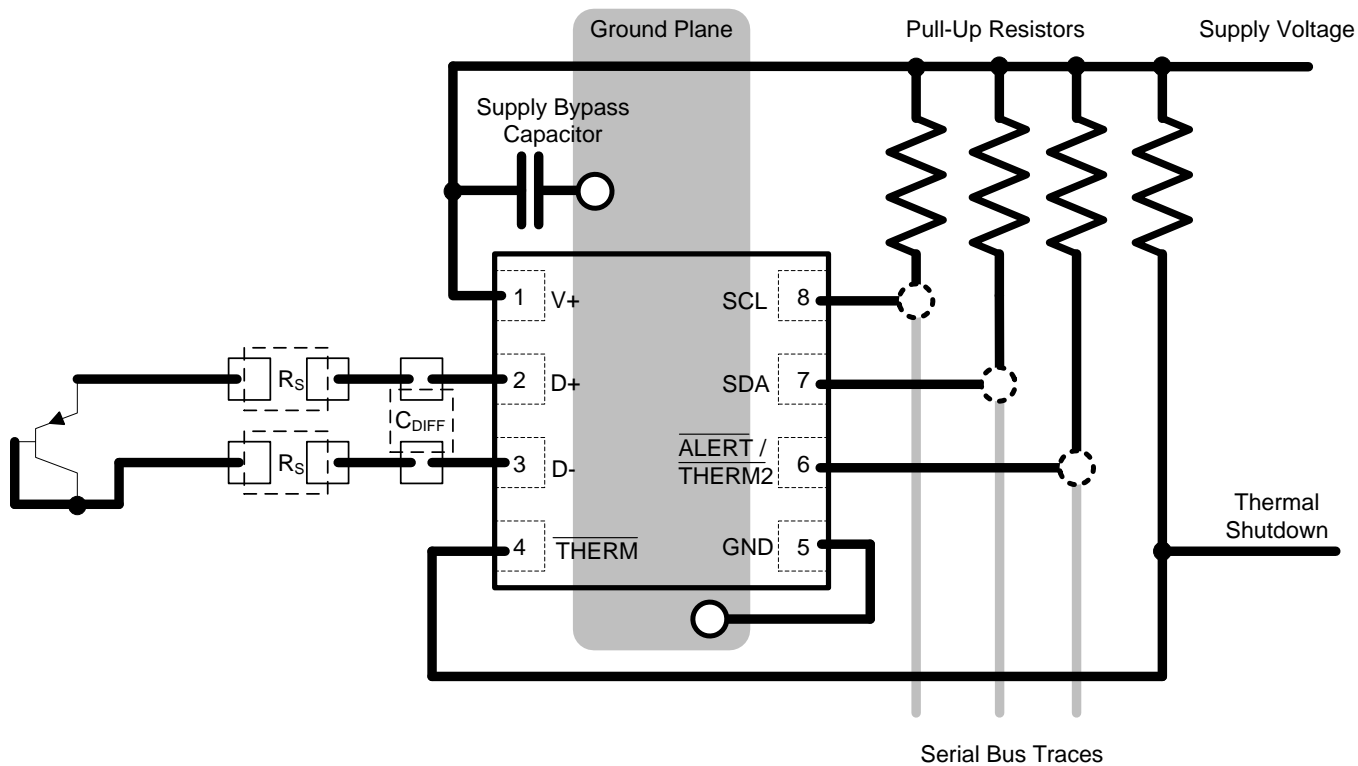 Ground Plane
Pull-Up Resistors
Supply Voltage
Supply Bypass
Capacitor
1
V+
SCL
8
RS
2
D+
SDA
7
CDIFF
RS
3
D-
ALERT /
THERM2
6
4
THERM
GND
5
Thermal
Shutdown
Serial Bus Traces